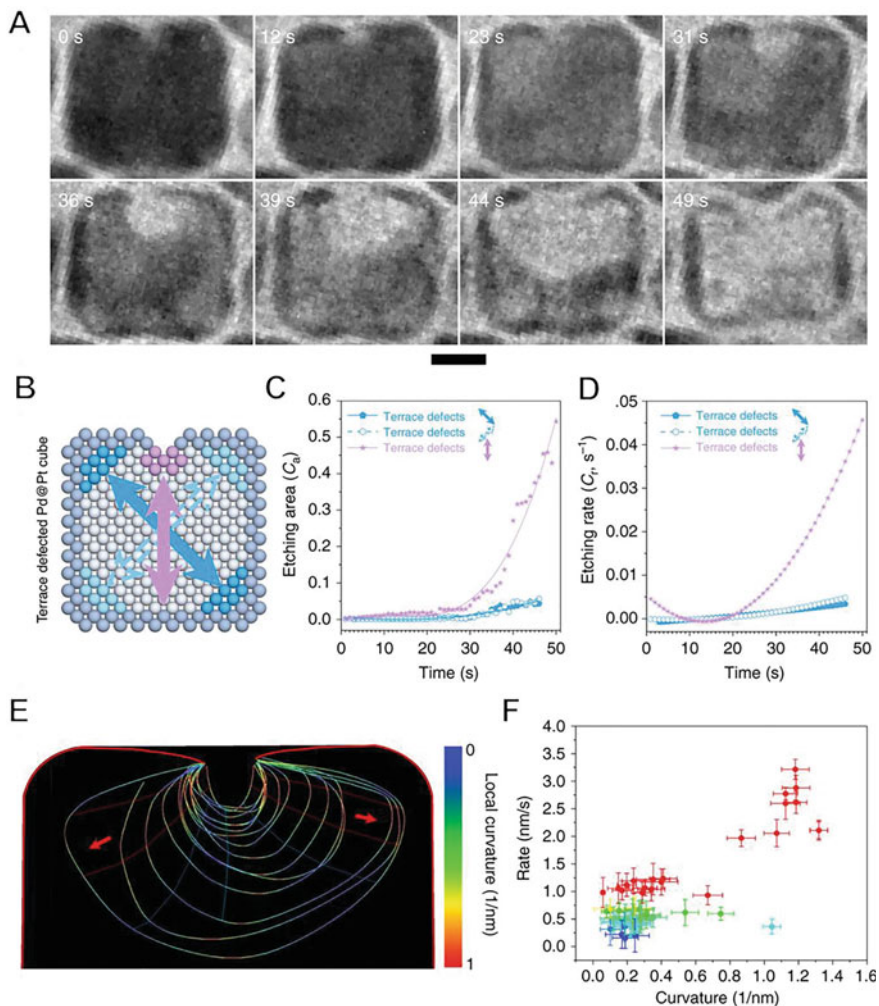 A
0 s
12 s
23 s
31 s
36 s
39 s
44 s
49 s
B
Terrace defected Pd@Pt cube
C
Etching area (Ca)
0.6
0.5
0.4
0.3
0.2
0.1
0.0
Terrace defects
Terrace defects
Terrace defects
0 10 20 30 40 50
Time (s)
D
Etching rate (Cr, s⁻¹)
.05
0.04
0.03
0.02
0.01
0.00
Terrace defects
Terrace defects
Terrace defects
0 10 20 30 40 50
Time (s)
E
0
Local curvature (1/nm)
1
F
Rate (nm/s)
4.0
3.5
3.0
2.5
2.0
1.5
1.0
0.5
0.0
0.0 0.2 0.4 0.6 0.8 1.0 1.2 1.4 1.6
Curvature (1/nm)